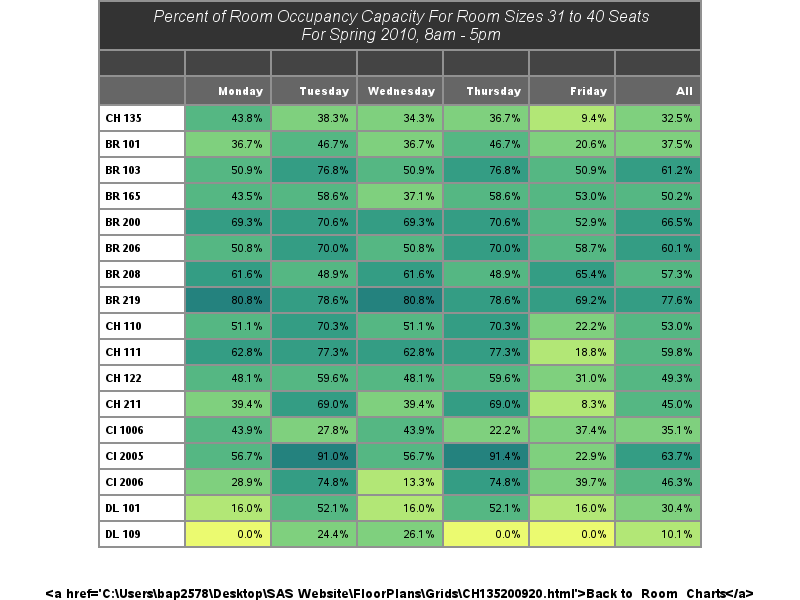 Percent of Room Occupancy Capacity For Room Sizes 31 to 40 Seats
For Spring 2010, 8am - 5pm
Monday Tuesday Wednesday Thursday Friday All
CH 135 43.8% 38.3% 34.3% 36.7% 9.4% 32.5%
BR 101 36.7% 46.7% 36.7% 46.7% 20.6% 37.5%
BR 103 50.9% 76.8% 50.9% 76.8% 50.9% 61.2%
BR 165 43.5% 58.6% 37.1% 58.6% 53.0% 50.2%
BR 200 69.3% 70.6% 69.3% 70.6% 52.9% 66.5%
BR 206 50.8% 70.0% 50.8% 70.0% 58.7% 60.1%
BR 208 61.6% 48.9% 61.6% 48.9% 65.4% 57.3%
BR 219 80.8% 78.6% 80.8% 78.6% 69.2% 77.6%
CH 110 51.1% 70.3% 51.1% 70.3% 22.2% 53.0%
CH 111 62.8% 77.3% 62.8% 77.3% 18.8% 59.8%
CH 122 48.1% 59.6% 48.1% 59.6% 31.0% 49.3%
CH 211 39.4% 69.0% 39.4% 69.0% 8.3% 45.0%
CI 1006 43.9% 27.8% 43.9% 22.2% 37.4% 35.1%
CI 2005 56.7% 91.0% 56.7% 91.4% 22.9% 63.7%
CI 2006 28.9% 74.8% 13.3% 74.8% 39.7% 46.3%
DL 101 16.0% 52.1% 16.0% 52.1% 16.0% 30.4%
DL 109 0.0% 24.4% 26.1% 0.0% 0.0% 10.1%
<a href='C:\Users\bap2578\Desktop\SAS Website\FloorPlans\Grids\CH135200920.html'>Back to Room Charts</a>